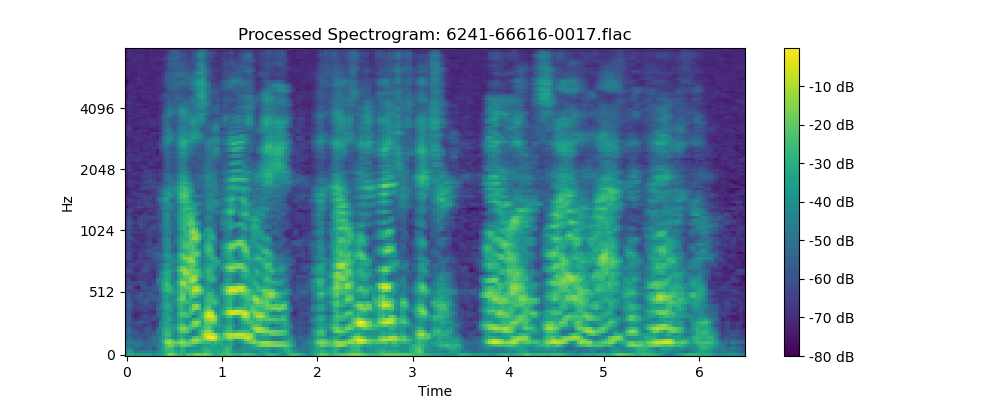 Processed Spectrogram: 6241-66616-0017.flac
Hz
4096
2048
1024
512
0
0 1 2 3 4 5 6
Time
-10 dB
-20 dB
-30 dB
-40 dB
-50 dB
-60 dB
-70 dB
-80 dB